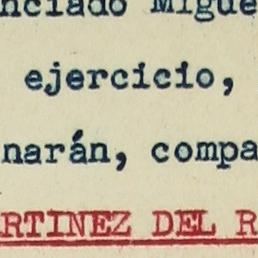 nciado Migue
ejercicio,
narán, compa
RTINEZ DEL R